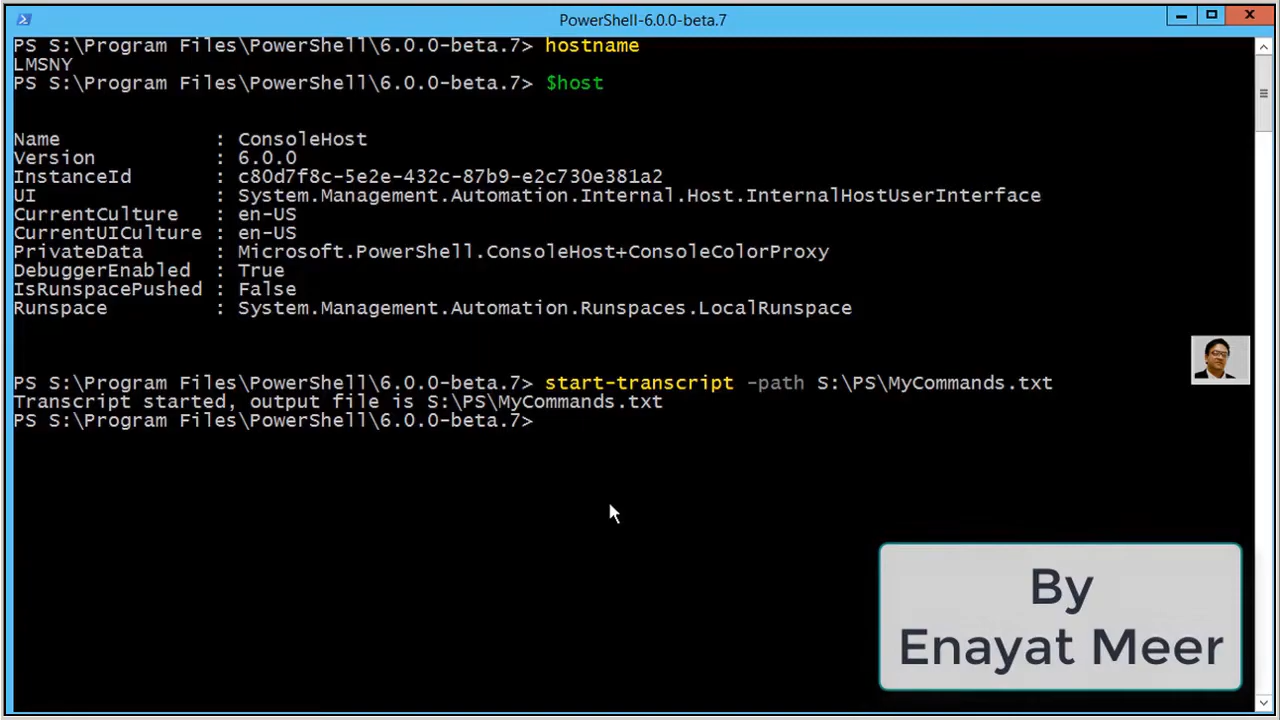 PowerShell-6.0.0-beta.7
PS S:\Program Files\PowerShell\6.0.0-beta.7> hostname
LMSNY
PS S:\Program Files\PowerShell\6.0.0-beta.7> $host
Name : ConsoleHost
Version : 6.0.0
InstanceId : c80d7f8c-5e2e-432c-87b9-e2c730e381a2
UI : System.Management.Automation.Internal.Host.InternalHostUserInterface
CurrentCulture : en-US
CurrentUICulture : en-US
PrivateData : Microsoft.PowerShell.ConsoleHost+ConsoleColorProxy
DebuggerEnabled : True
IsRunspacePushed : False
Runspace : System.Management.Automation.Runspaces.LocalRunspace
PS S:\Program Files\PowerShell\6.0.0-beta.7> start-transcript -path S:\PS\MyCommands.txt
Transcript started, output file is S:\PS\MyCommands.txt
PS S:\Program Files\PowerShell\6.0.0-beta.7>
By
Enayat Meer